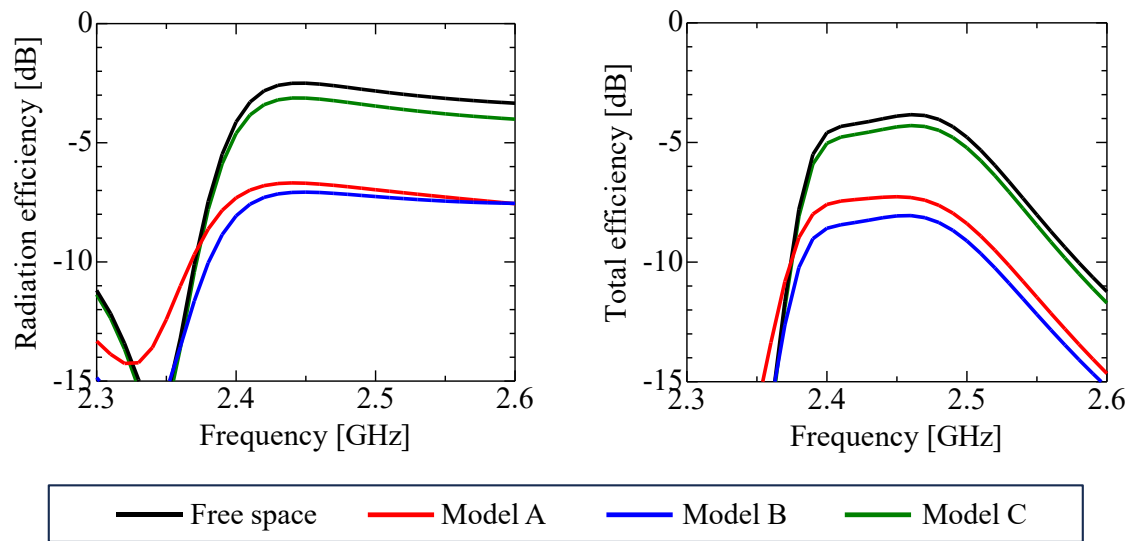 Radiation efficiency [dB]
0
-5
-10
-15
2.3 2.4 2.5 2.6
Frequency [GHz]
Total efficiency [dB]
0
-5
-10
-15
2.3 2.4 2.5 2.6
Frequency [GHz]
Free space Model A Model B Model C